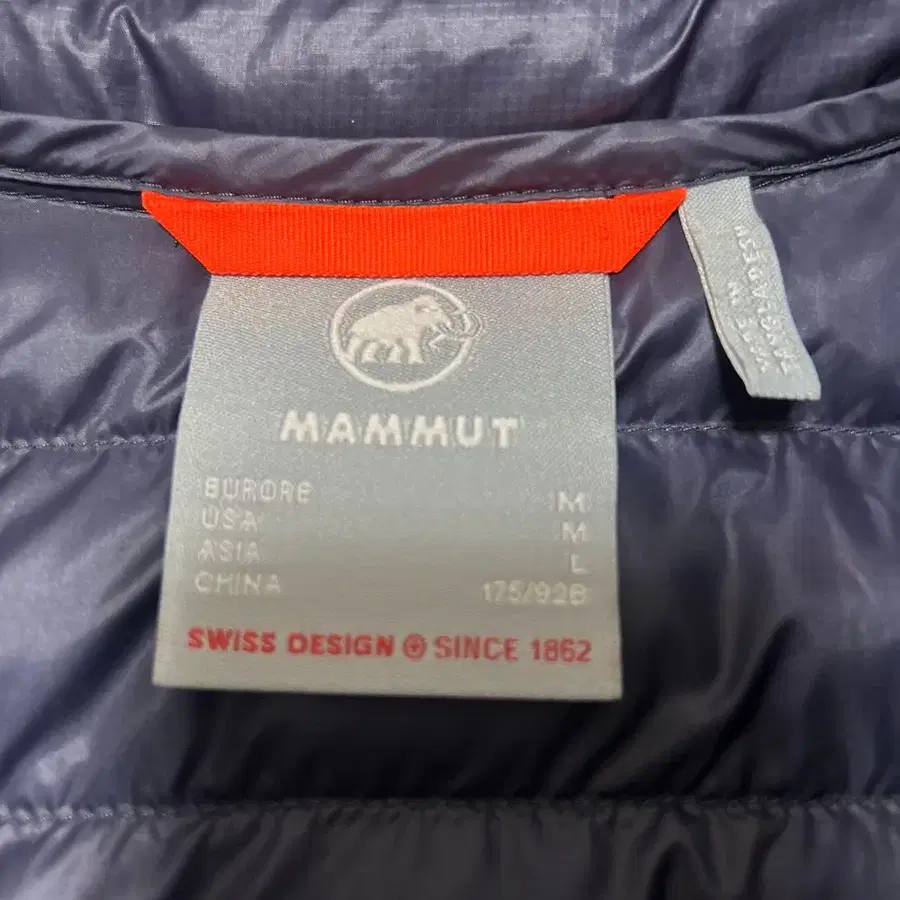 MAMMUT
EUROPE M
USA M
ASIA L
CHINA 175/92B
SWISS DESIGN SINCE 1862
MADE IN
BANGLADESH